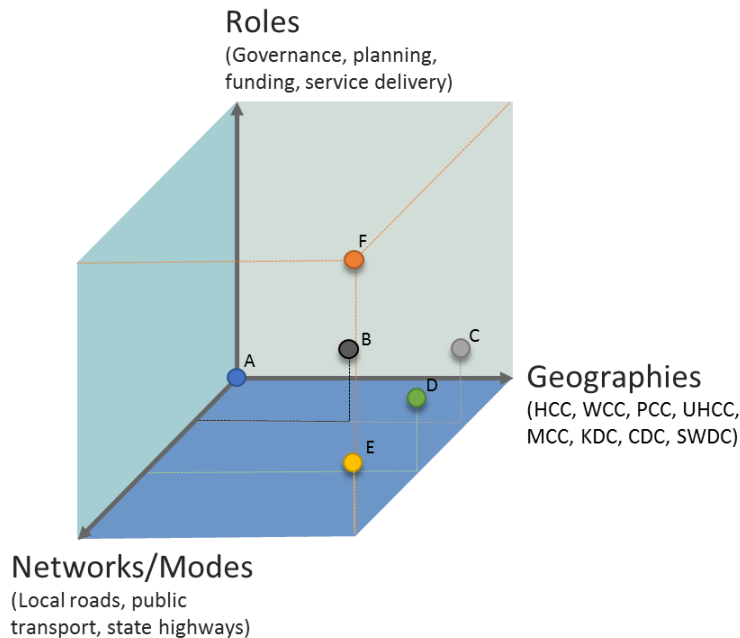 Roles
(Governance, planning,
funding, service delivery)
F
B
C
A
D
Geographies
(HCC, WCC, PCC, UHCC,
MCC, KDC, CDC, SWDC)
E
Networks/Modes
(Local roads, public
transport, state highways)